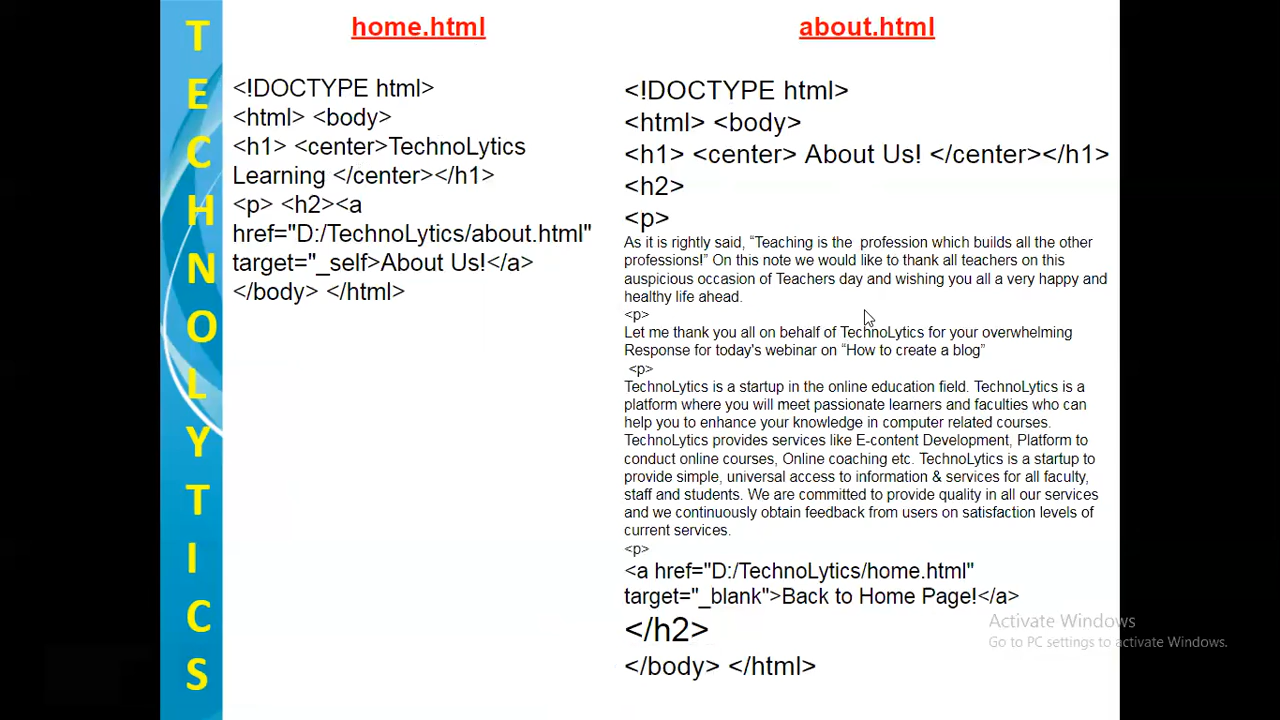 TECHNOLYTICS
home.html
<!DOCTYPE html>
<html> <body>
<h1> <center>TechnoLytics
Learning </center></h1>
<p> <h2><a
href="D:/TechnoLytics/about.html"
target="_self>About Us!</a>
</body> </html>
about.html
<!DOCTYPE html>
<html> <body>
<h1> <center> About Us! </center></h1>
<h2>
<p>
As it is rightly said, “Teaching is the  profession which builds all the other
professions!” On this note we would like to thank all teachers on this
auspicious occasion of Teachers day and wishing you all a very happy and
healthy life ahead.
<p>
Let me thank you all on behalf of TechnoLytics for your overwhelming
Response for today's webinar on “How to create a blog”
<p>
TechnoLytics is a startup in the online education field. TechnoLytics is a
platform where you will meet passionate learners and faculties who can
help you to enhance your knowledge in computer related courses.
TechnoLytics provides services like E-content Development, Platform to
conduct online courses, Online coaching etc. TechnoLytics is a startup to
provide simple, universal access to information & services for all faculty,
staff and students. We are committed to provide quality in all our services
and we continuously obtain feedback from users on satisfaction levels of
current services.
<p>
<a href="D:/TechnoLytics/home.html"
target="_blank">Back to Home Page!</a>
</h2>
</body> </html>
Activate Windows
Go to PC settings to activate Windows.